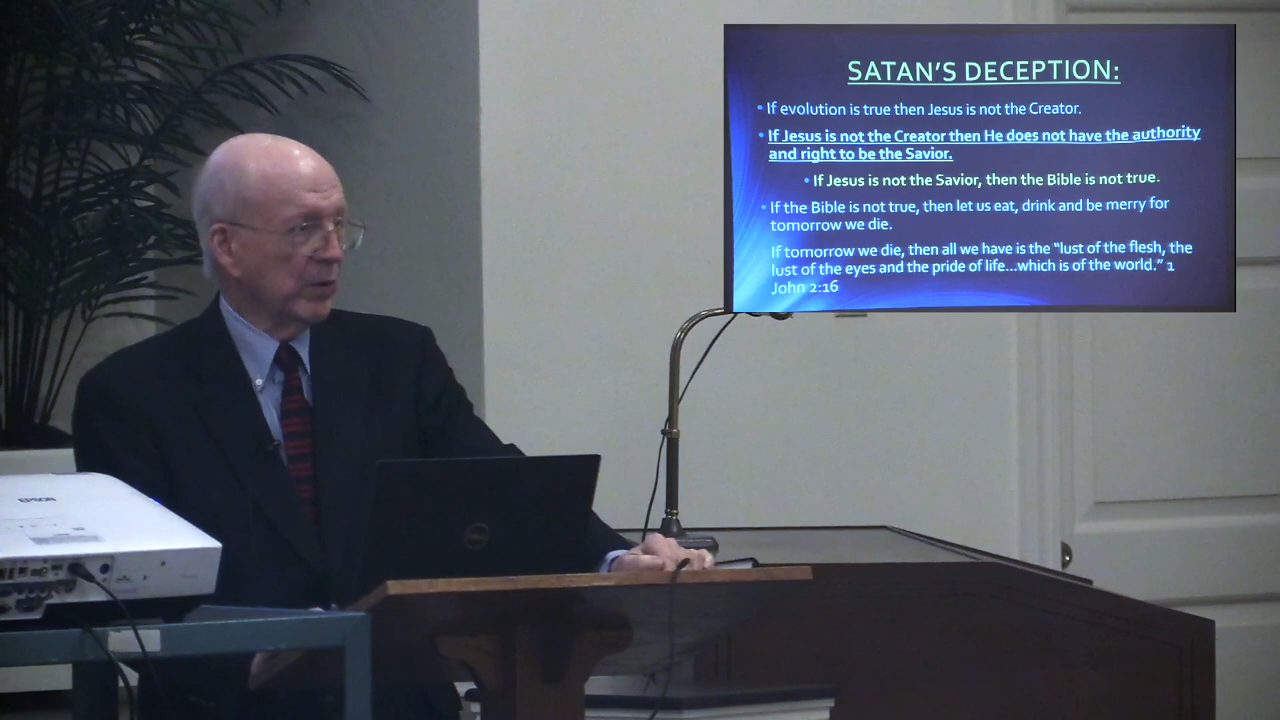 SATAN'S DECEPTION:
• If evolution is true then Jesus is not the Creator.
• If Jesus is not the Creator then He does not have the authority
and right to be the Savior.
• If Jesus is not the Savior, then the Bible is not true.
• If the Bible is not true, then let us eat, drink and be merry for
tomorrow we die.
If tomorrow we die, then all we have is the "lust of the flesh, the
lust of the eyes and the pride of life...which is of the world." 1
John 2:16
EPSON
DELL